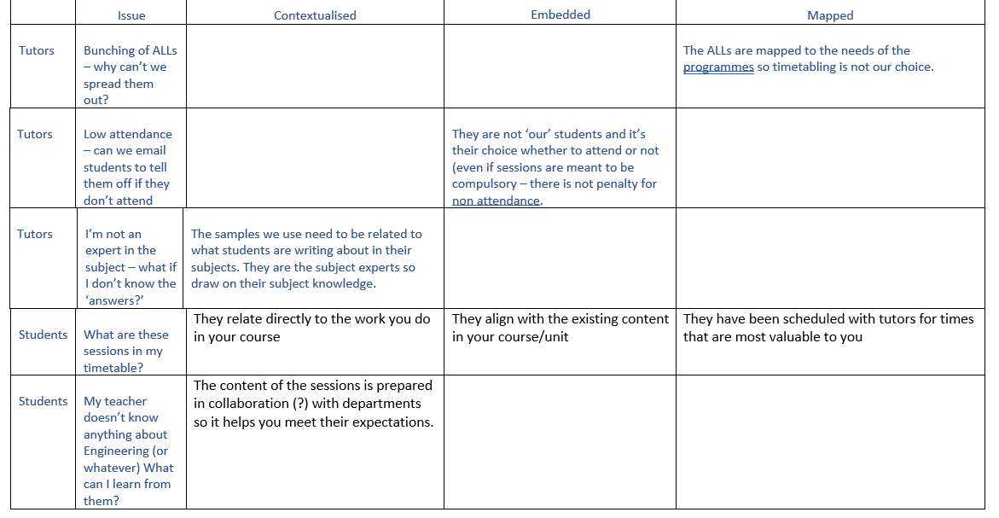 Issue Contextualised Embedded Mapped
Tutors
Bunching of ALLs
– why can’t we
spread them
out?
The ALLs are mapped to the needs of the
programmes so timetabling is not our choice.
Tutors
Low attendance
– can we email
students to tell
them off if they
don’t attend
They are not ‘our’ students and it’s
their choice whether to attend or not
(even if sessions are meant to be
compulsory – there is not penalty for
non attendance.
Tutors
I’m not an
expert in the
subject – what if
I don’t know the
‘answers?’
The samples we use need to be related to
what students are writing about in their
subjects. They are the subject experts so
draw on their subject knowledge.
Students
What are these
sessions in my
timetable?
They relate directly to the work you do
in your course
They align with the existing content
in your course/unit
They have been scheduled with tutors for times
that are most valuable to you
Students
My teacher
doesn’t know
anything about
Engineering (or
whatever) What
can I learn from
them?
The content of the sessions is prepared
in collaboration (?) with departments
so it helps you meet their expectations.